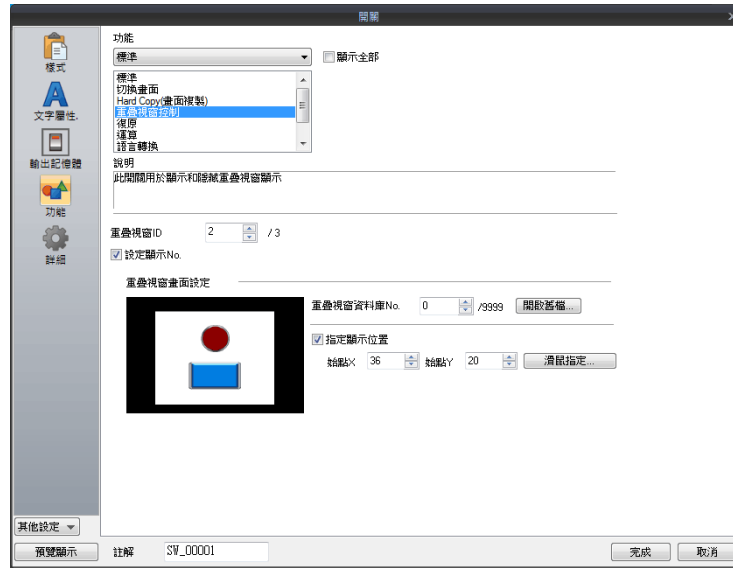 開關
樣式
文字屬性.
輸出記憶體
功能
詳細
其他設定
預覽顯示
功能
標準
顯示全部
標準
切換畫面
Hard Copy(畫面複製)
重疊視窗控制
復原
運算
語言轉換
說明
此開關用於顯示和隱藏重疊視窗顯示
重疊視窗ID 2 / 3
設定顯示No.
重疊視窗畫面設定
重疊視窗資料庫No. 0 /9999 開啟舊檔...
指定顯示位置
始點X 36 始點Y 20 滑鼠指定...
註解 SW_00001
完成 取消